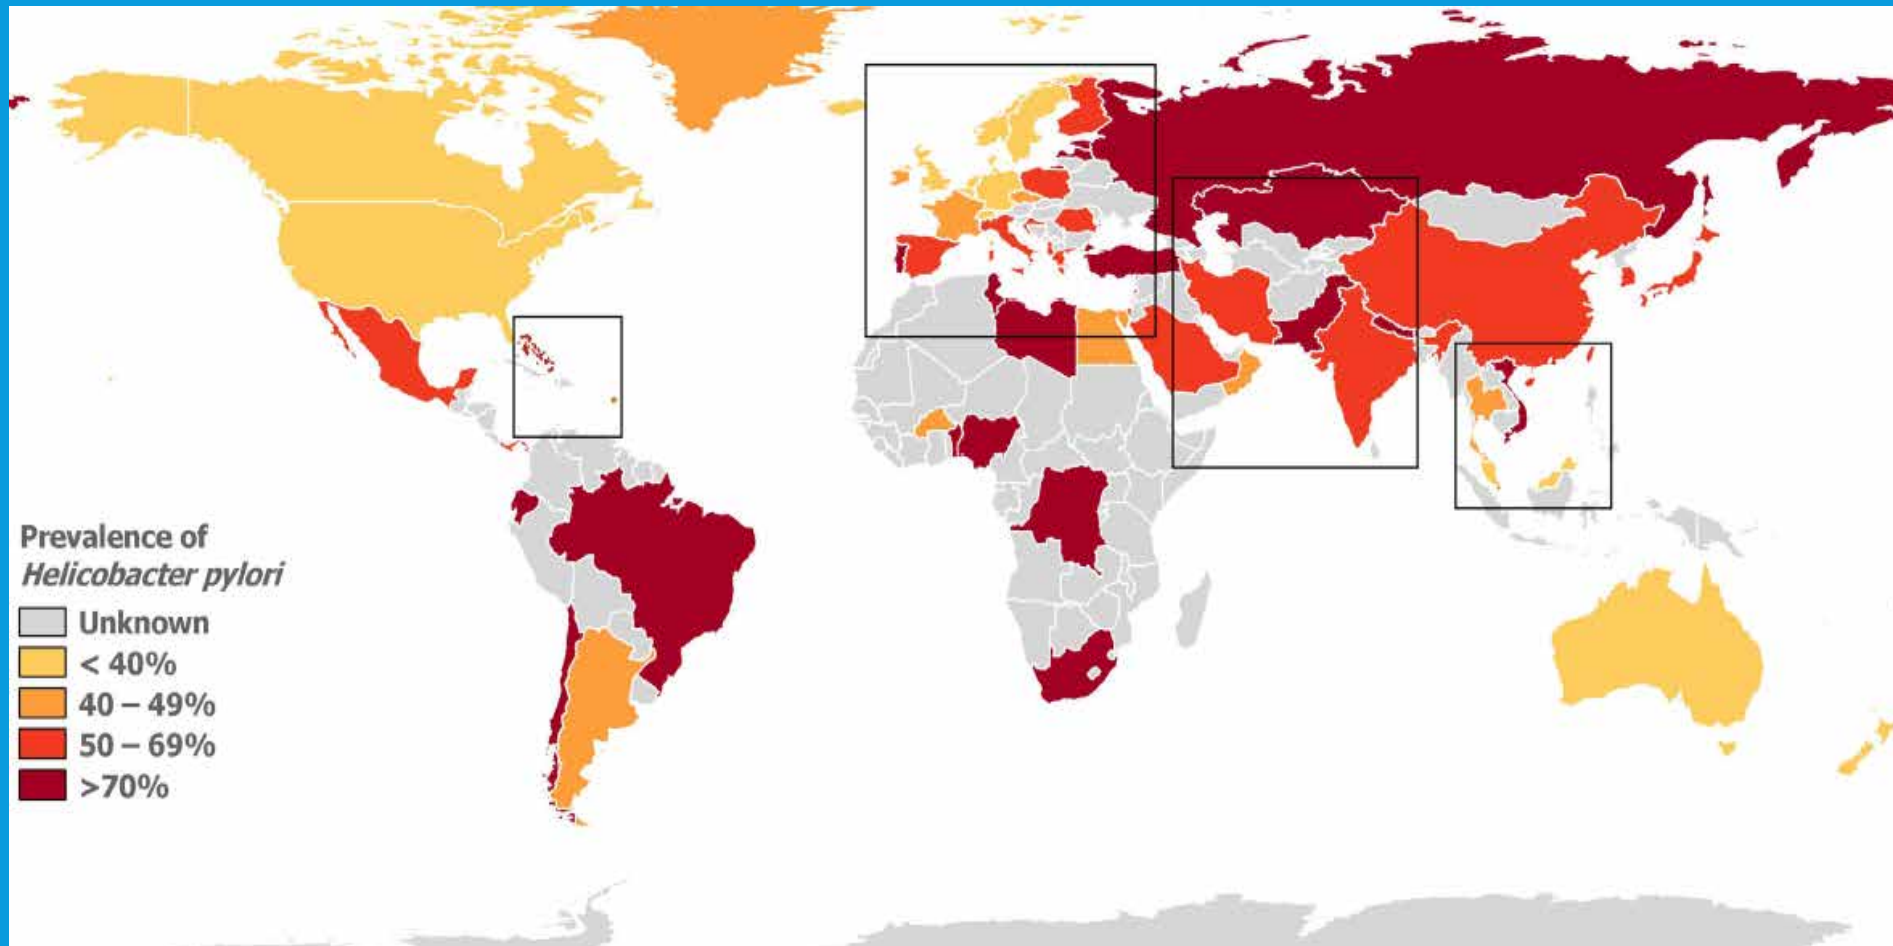 Prevalence of
Helicobacter pylori
Unknown
< 40%
40 – 49%
50 – 69%
>70%